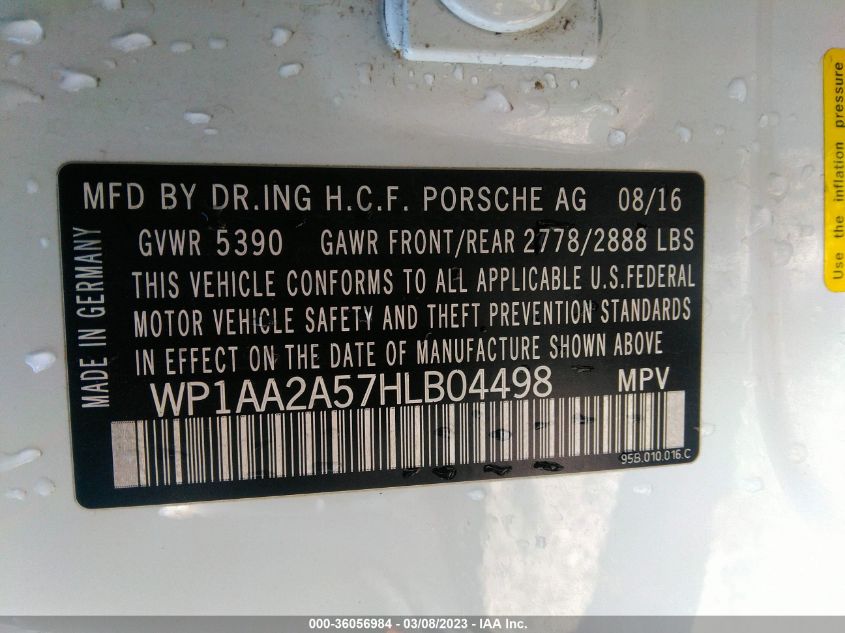 MFD BY DR.ING H.C.F. PORSCHE AG 08/16
GVWR 5390 GAWR FRONT/REAR 2778/2888 LBS
THIS VEHICLE CONFORMS TO ALL APPLICABLE U.S.FEDERAL
MOTOR VEHICLE SAFETY AND THEFT PREVENTION STANDARDS
IN EFFECT ON THE DATE OF MANUFACTURE SHOWN ABOVE
WP1AA2A57HLB04498 MPV
95B.010.016.C
MADE IN GERMANY
Use the inflation pressure
000-36056984 - 03/08/2023 - IAA Inc.